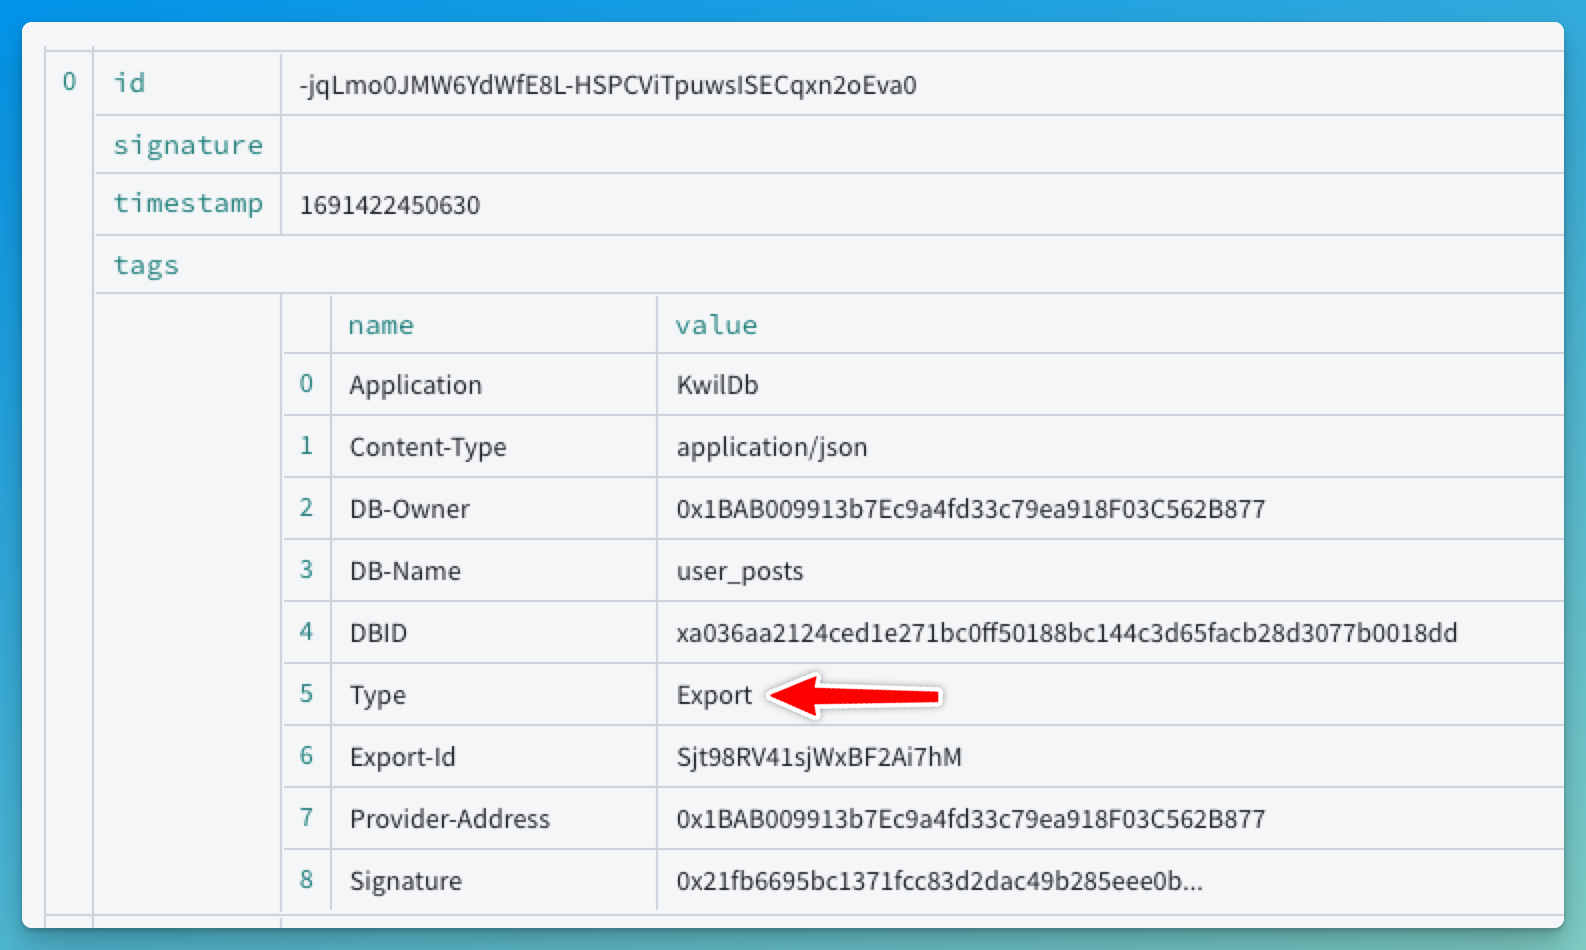 0 id -jqLmo0JMW6YdWfE8L-HSPCViTpuwsISECqxn2oEva0
signature
timestamp 1691422450630
tags
name value
0 Application KwilDb
1 Content-Type application/json
2 DB-Owner 0x1BAB009913b7Ec9a4fd33c79ea918F03C562B877
3 DB-Name user_posts
4 DBID xa036aa2124ced1e271bc0ff50188bc144c3d65facb28d3077b0018dd
5 Type Export
6 Export-Id Sjt98RV41sjWxBF2Ai7hM
7 Provider-Address 0x1BAB009913b7Ec9a4fd33c79ea918F03C562B877
8 Signature 0x21fb6695bc1371fcc83d2dac49b285eee0b...